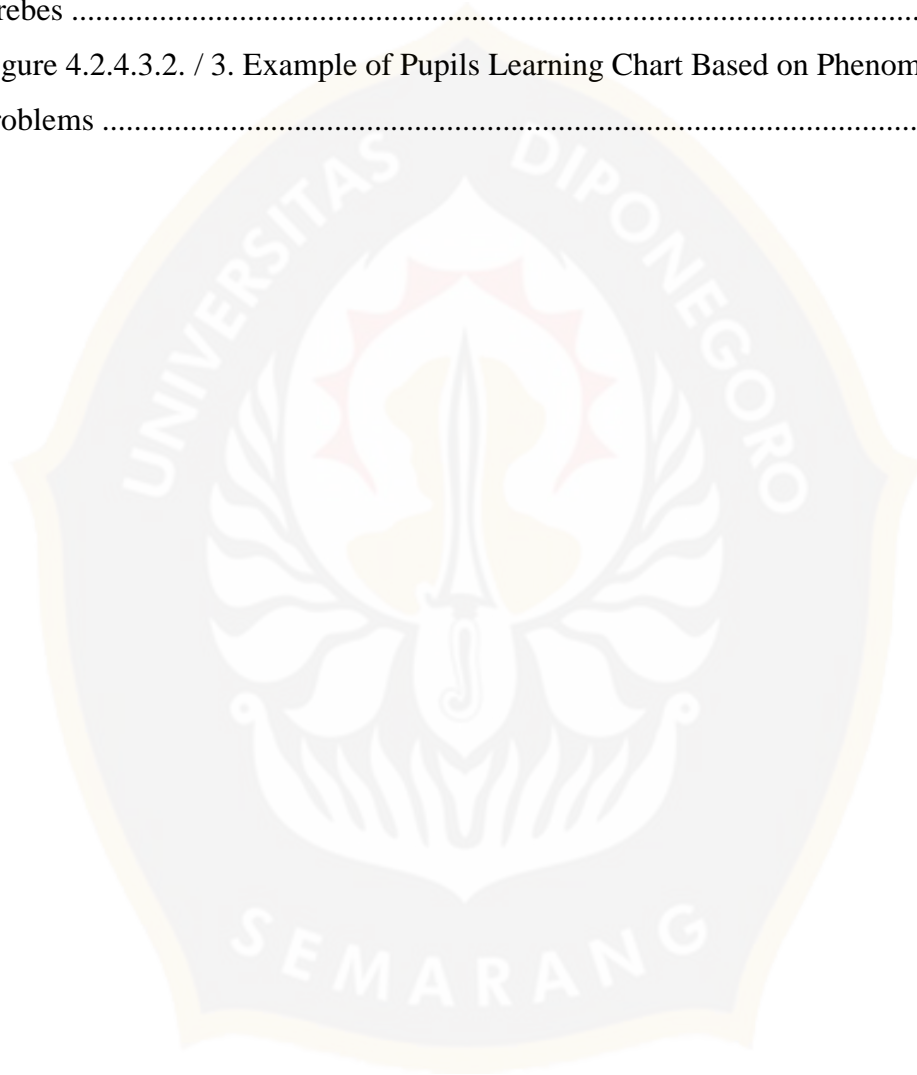 rebes ....................................................................................................................
gure 4.2.4.3.2. / 3. Example of Pupils Learning Chart Based on Phenom
roblems ................................................................................................................
UNIVERSITAS DIPONEGORO
SEMARANG